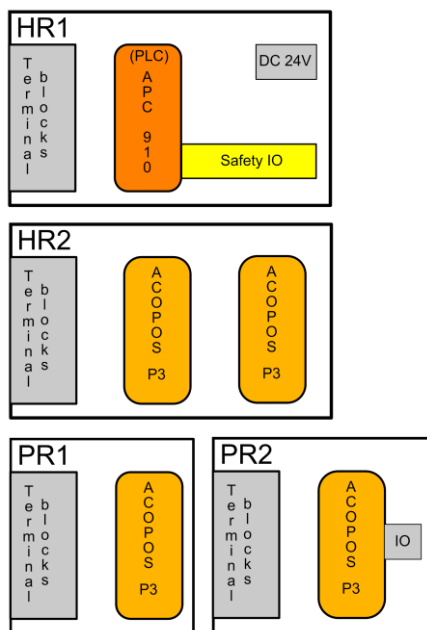 HR1
Terminal
blocks
(PLC)
APC 910
DC 24V
Safety IO
HR2
Terminal
blocks
ACOPOS P3
ACOPOS P3
PR1
Terminal
blocks
ACOPOS P3
PR2
Terminal
blocks
ACOPOS P3
IO